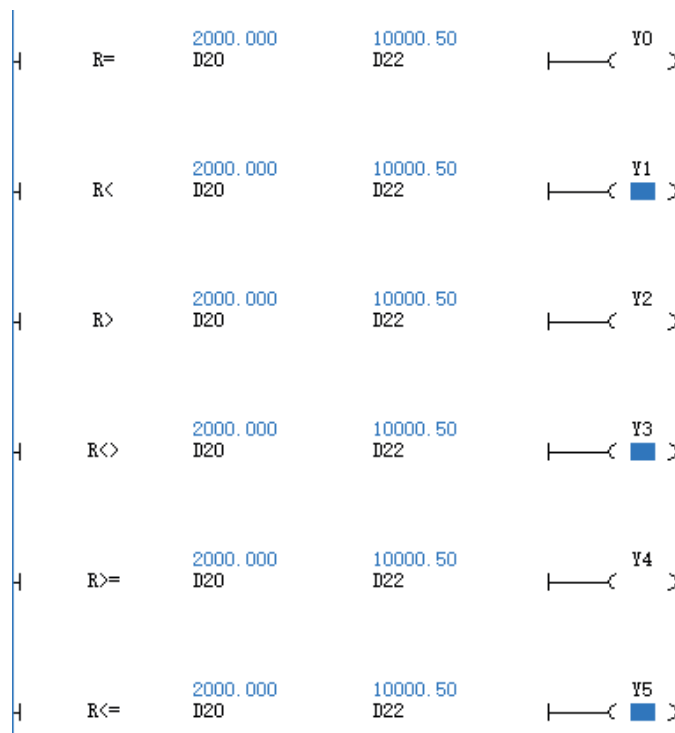 2000.000 10000.50 Y0
R= D20 D22
2000.000 10000.50 Y1
R< D20 D22
2000.000 10000.50 Y2
R> D20 D22
2000.000 10000.50 Y3
R<> D20 D22
2000.000 10000.50 Y4
R>= D20 D22
2000.000 10000.50 Y5
R<= D20 D22